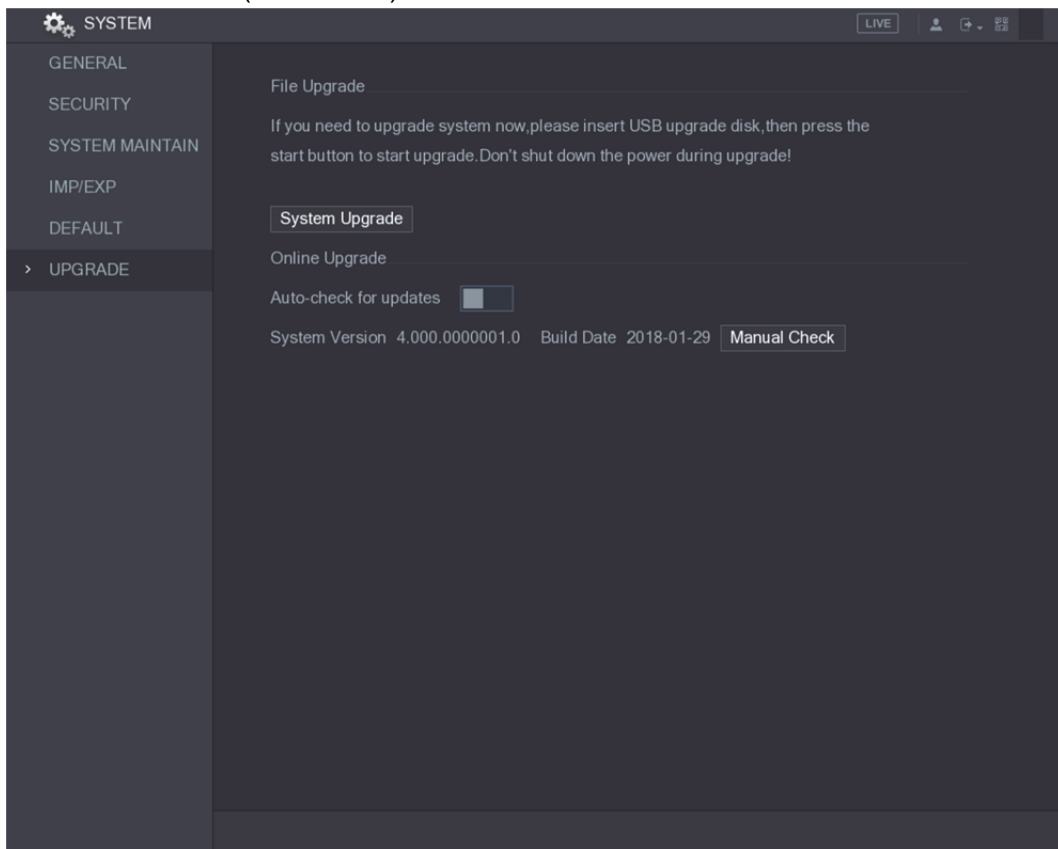 SYSTEM
LIVE
GENERAL
SECURITY
SYSTEM MAINTAIN
IMP/EXP
DEFAULT
> UPGRADE
File Upgrade
If you need to upgrade system now,please insert USB upgrade disk,then press the
start button to start upgrade.Don't shut down the power during upgrade!
System Upgrade
Online Upgrade
Auto-check for updates
System Version 4.000.0000001.0 Build Date 2018-01-29 Manual Check